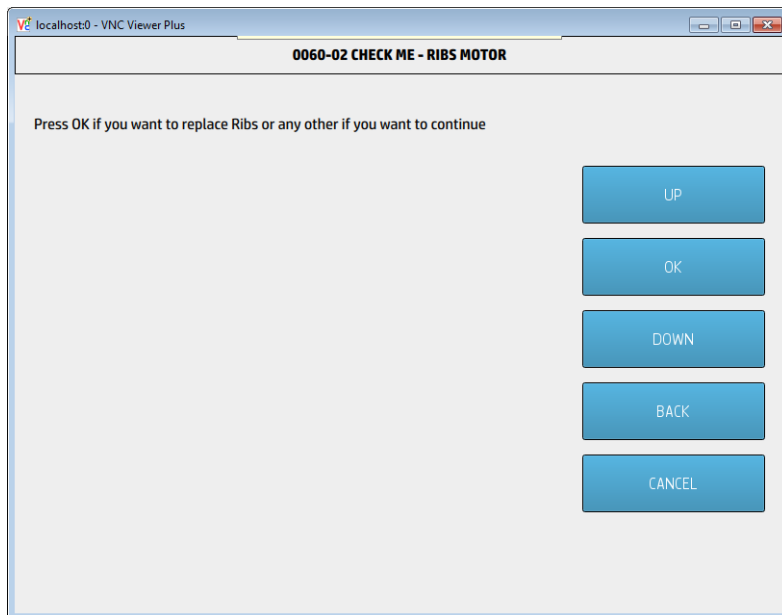 localhost:0 - VNC Viewer Plus
0060-02 CHECK ME - RIBS MOTOR
Press OK if you want to replace Ribs or any other if you want to continue
UP
OK
DOWN
BACK
CANCEL